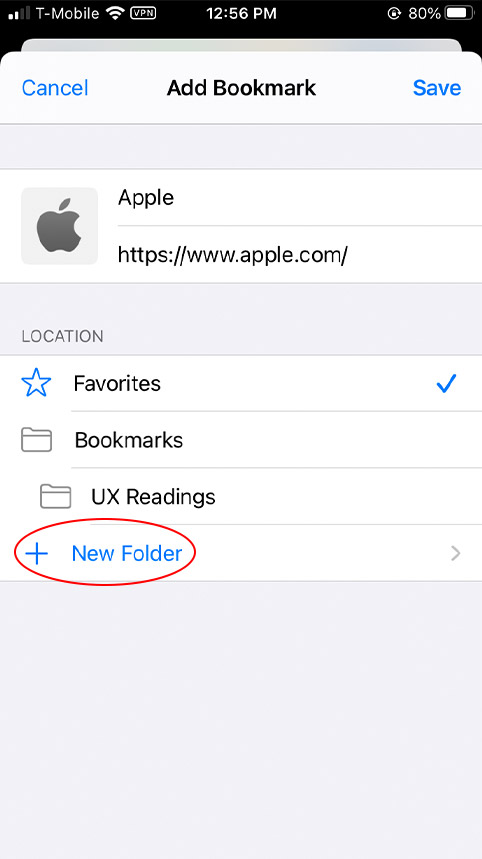 T-Mobile VPN 12:56 PM 80%
Cancel Add Bookmark Save
Apple
https://www.apple.com/
LOCATION
Favorites
Bookmarks
UX Readings
New Folder